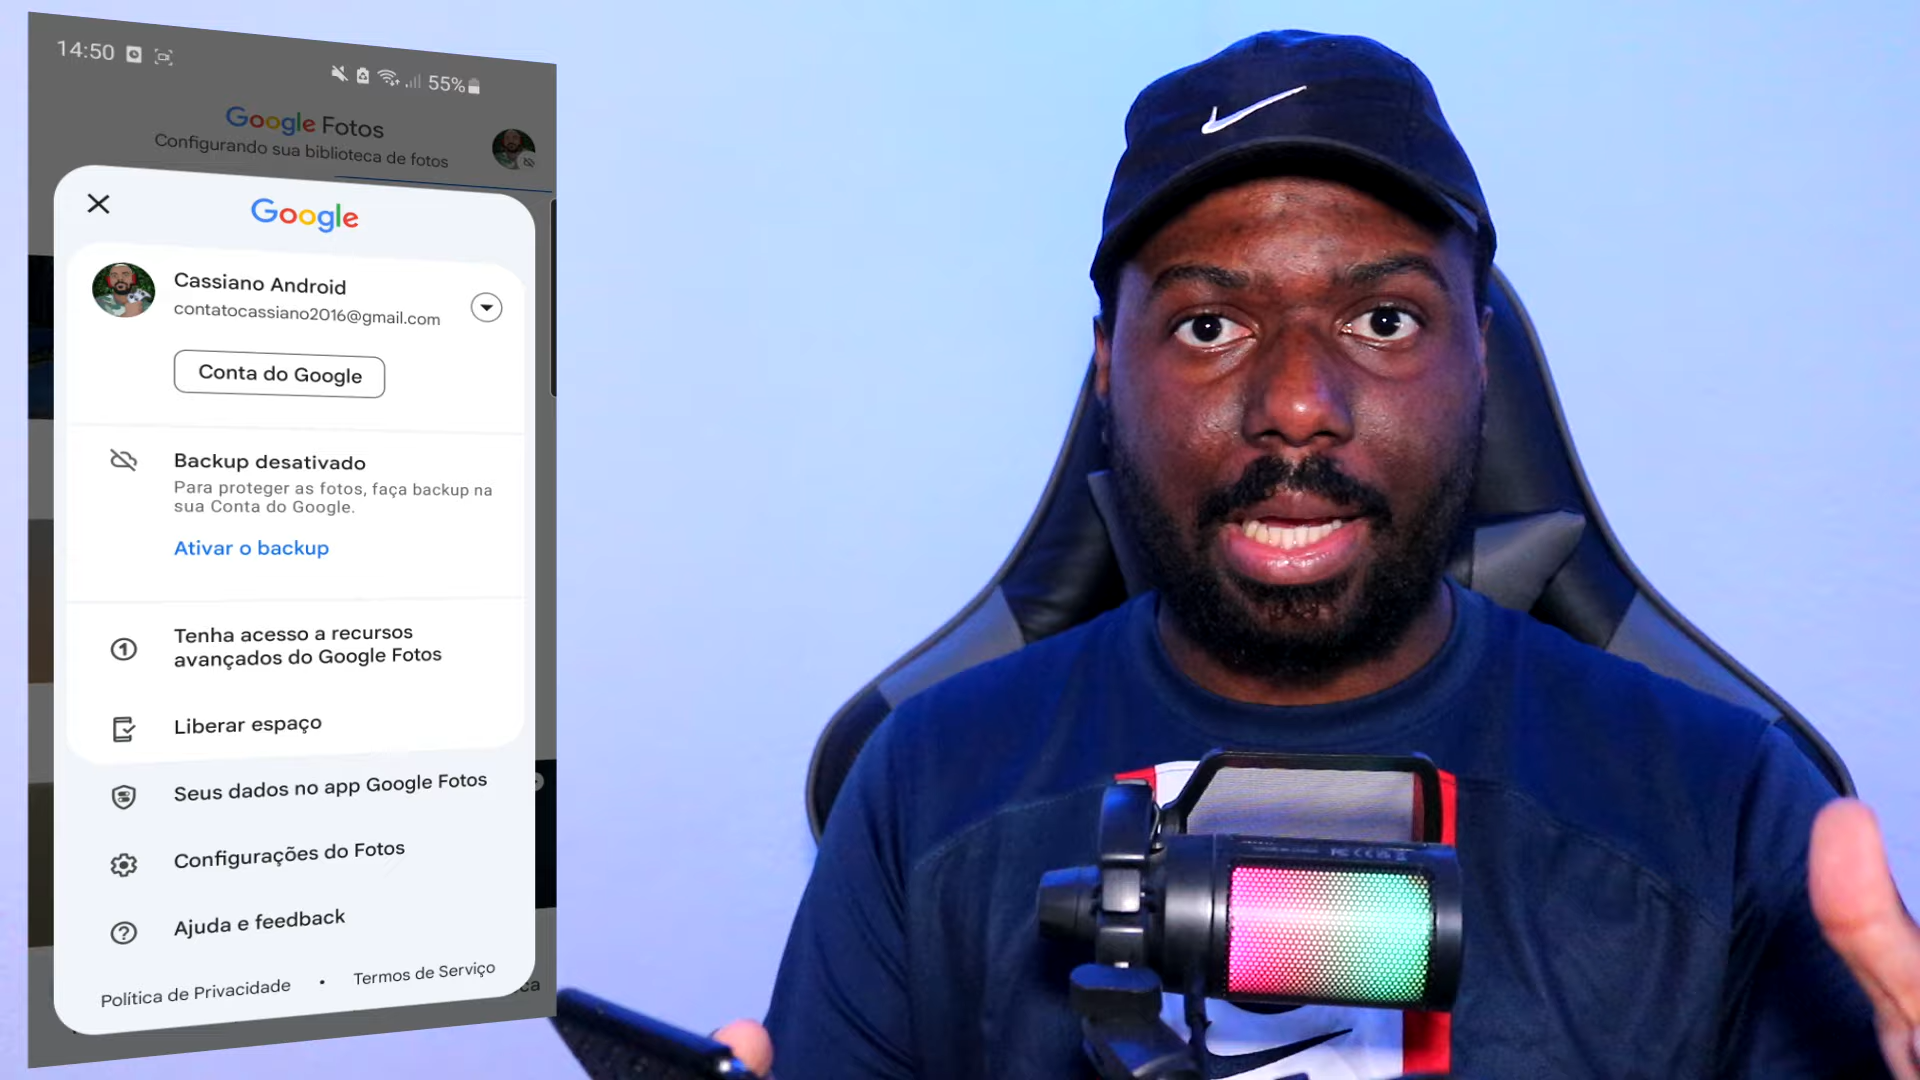 14:50
55%
Google Fotos
Configurando sua biblioteca de fotos
Google
Cassiano Android
contatocassiano2016@gmail.com
Conta do Google
Backup desativado
Para proteger as fotos, faça backup na
sua Conta do Google.
Ativar o backup
Tenha acesso a recursos
avançados do Google Fotos
Liberar espaço
Seus dados no app Google Fotos
Configurações do Fotos
Ajuda e feedback
Política de Privacidade • Termos de Serviço